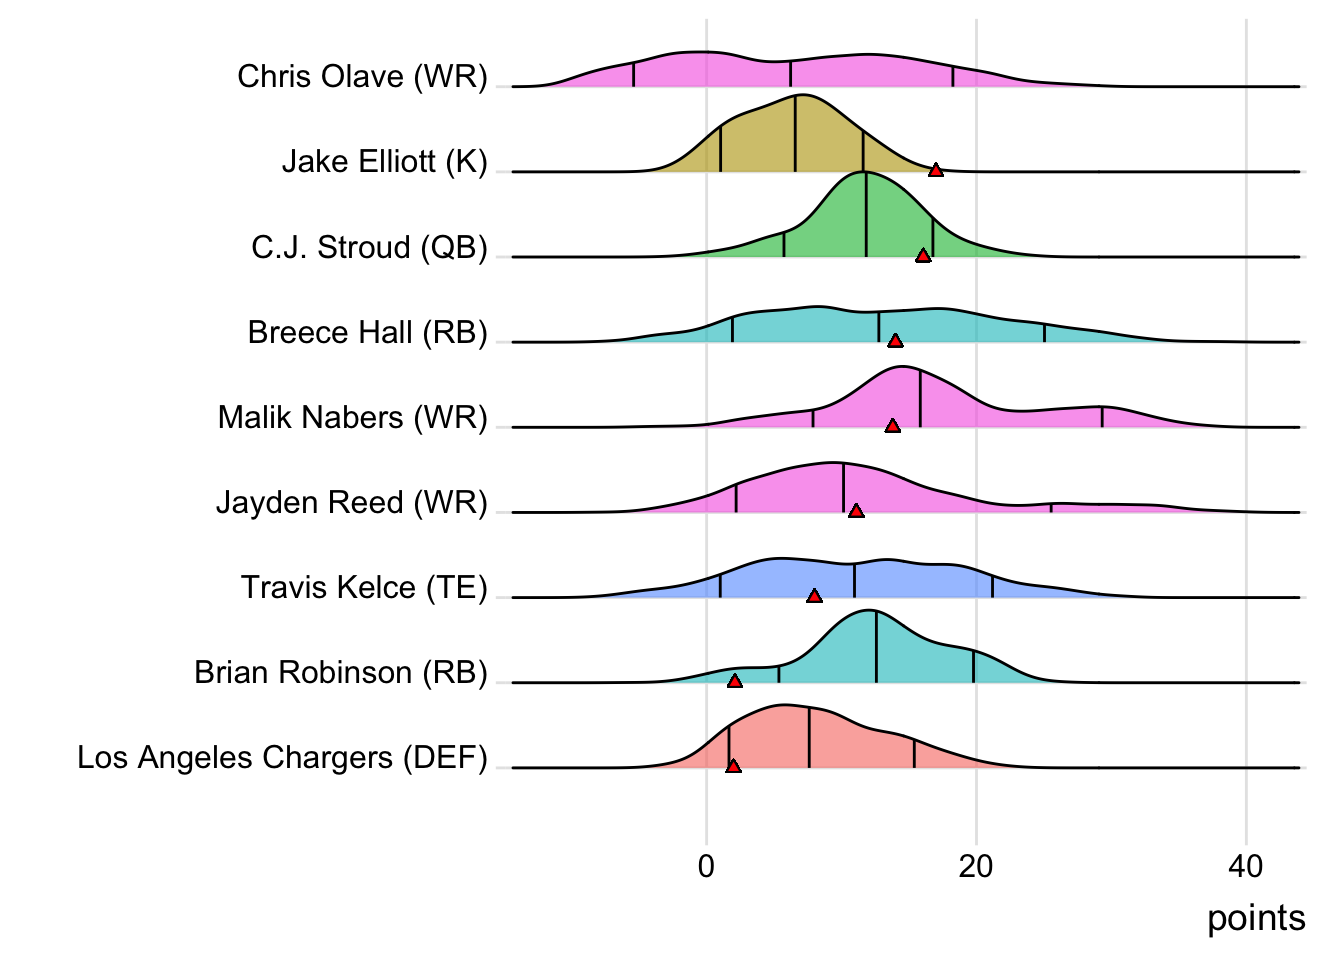 Chris Olave (WR)
Jake Elliott (K)
C.J. Stroud (QB)
Breece Hall (RB)
Malik Nabers (WR)
Jayden Reed (WR)
Travis Kelce (TE)
Brian Robinson (RB)
Los Angeles Chargers (DEF)
0 20 40
points